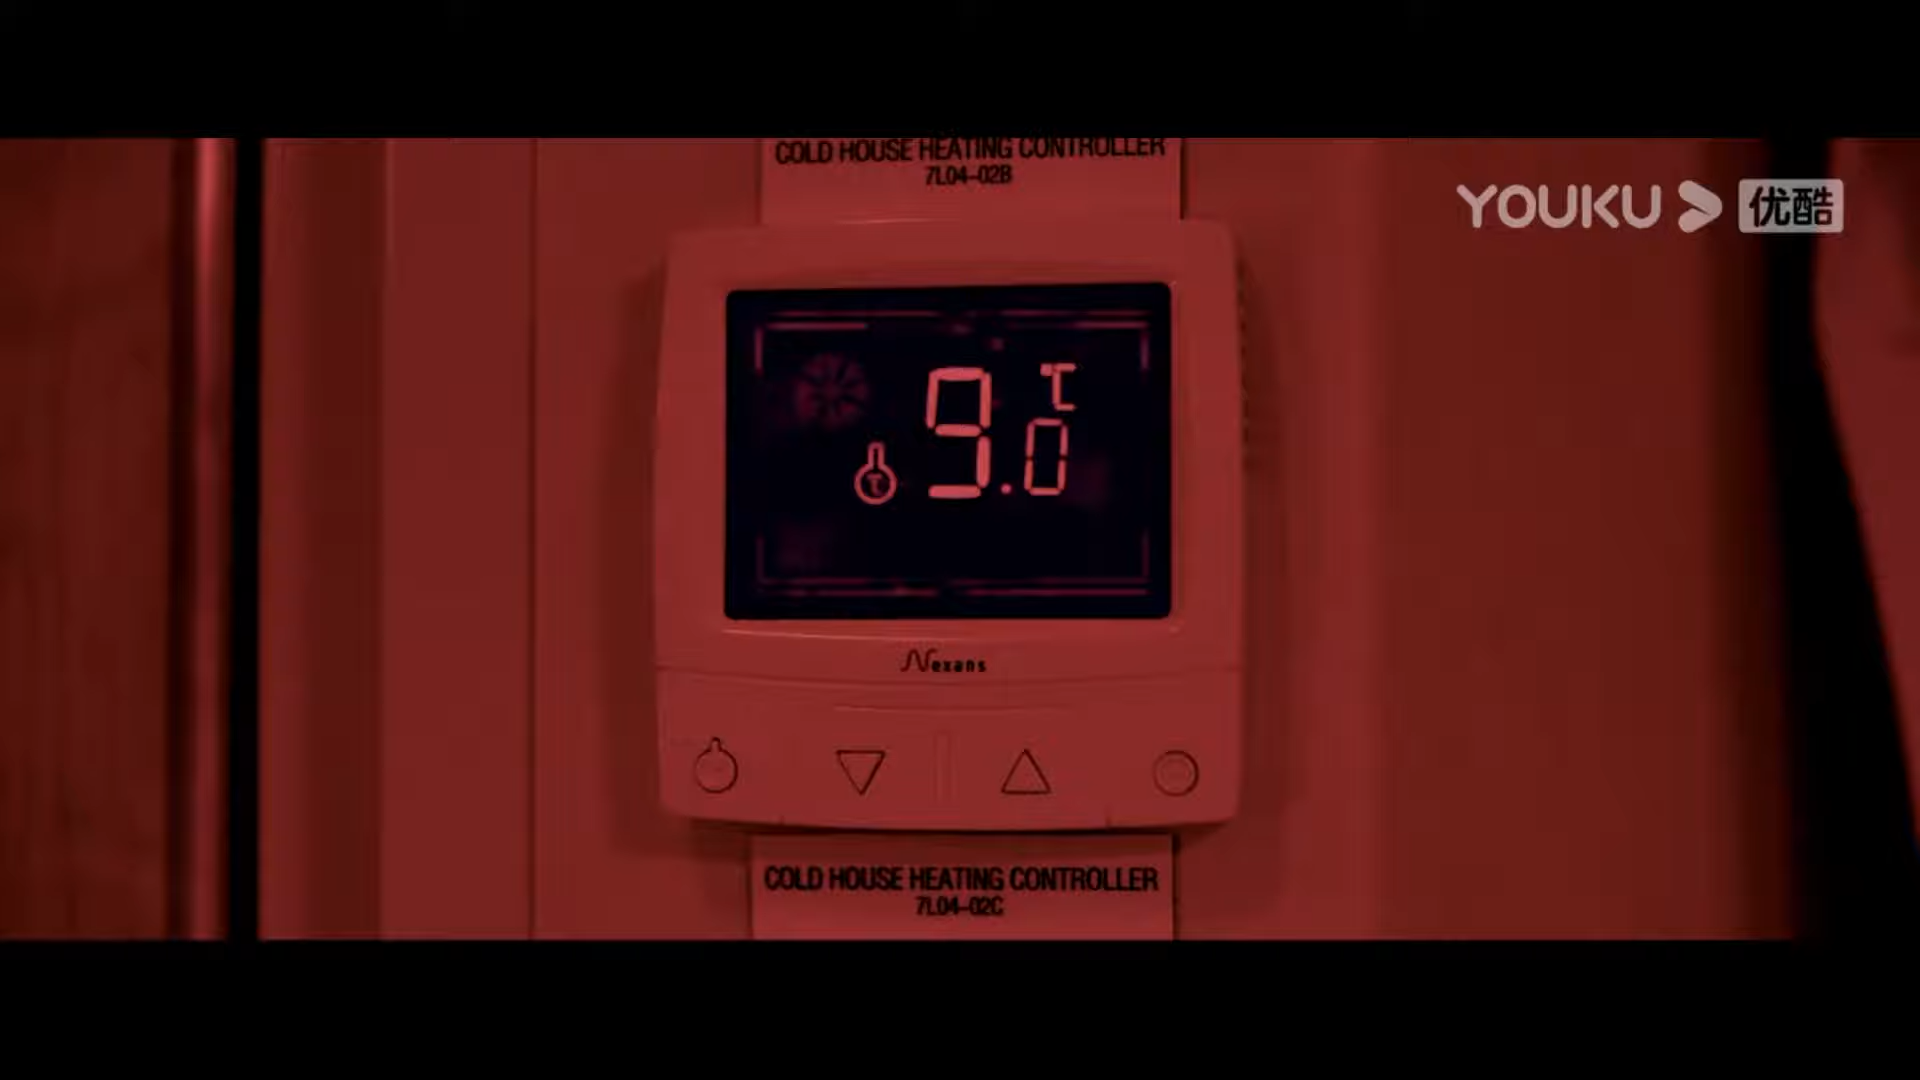 COLD HOUSE HEATING CONTROLLER
7L04-02B
YOUKU 优酷
℃
9.0
Nexans
COLD HOUSE HEATING CONTROLLER
7L04-02C